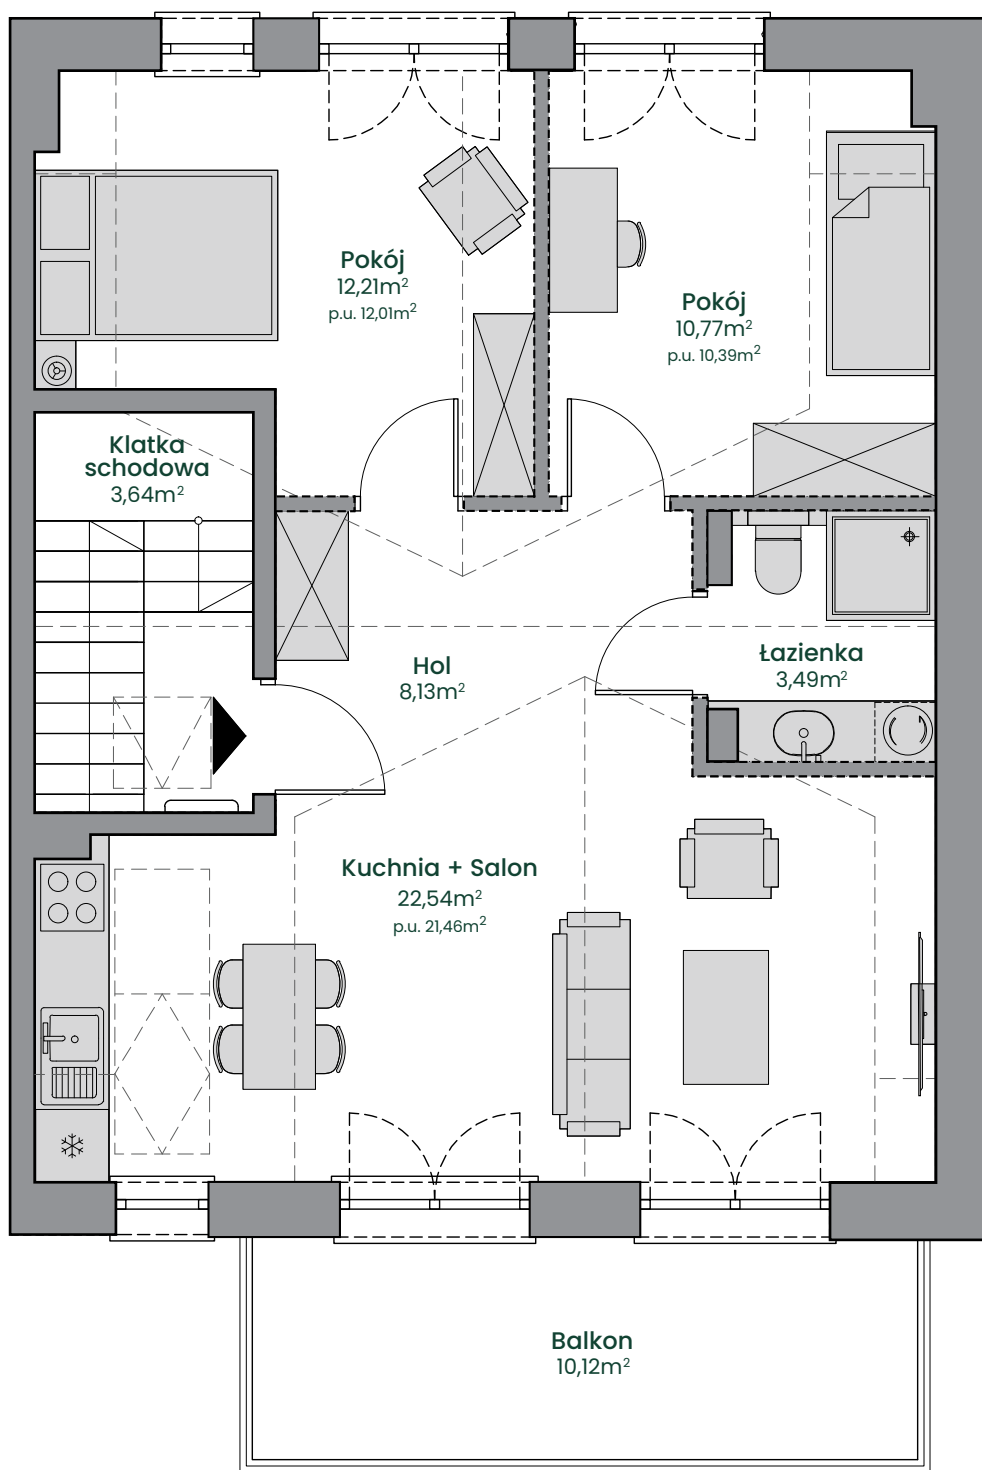 Pokój
12,21m²
p.u. 12,01m²
Pokój
10,77m²
p.u. 10,39m²
Klatka
schodowa
3,64m²
Hol
8,13m²
Łazienka
3,49m²
Kuchnia + Salon
22,54m²
p.u. 21,46m²
Balkon
10,12m²